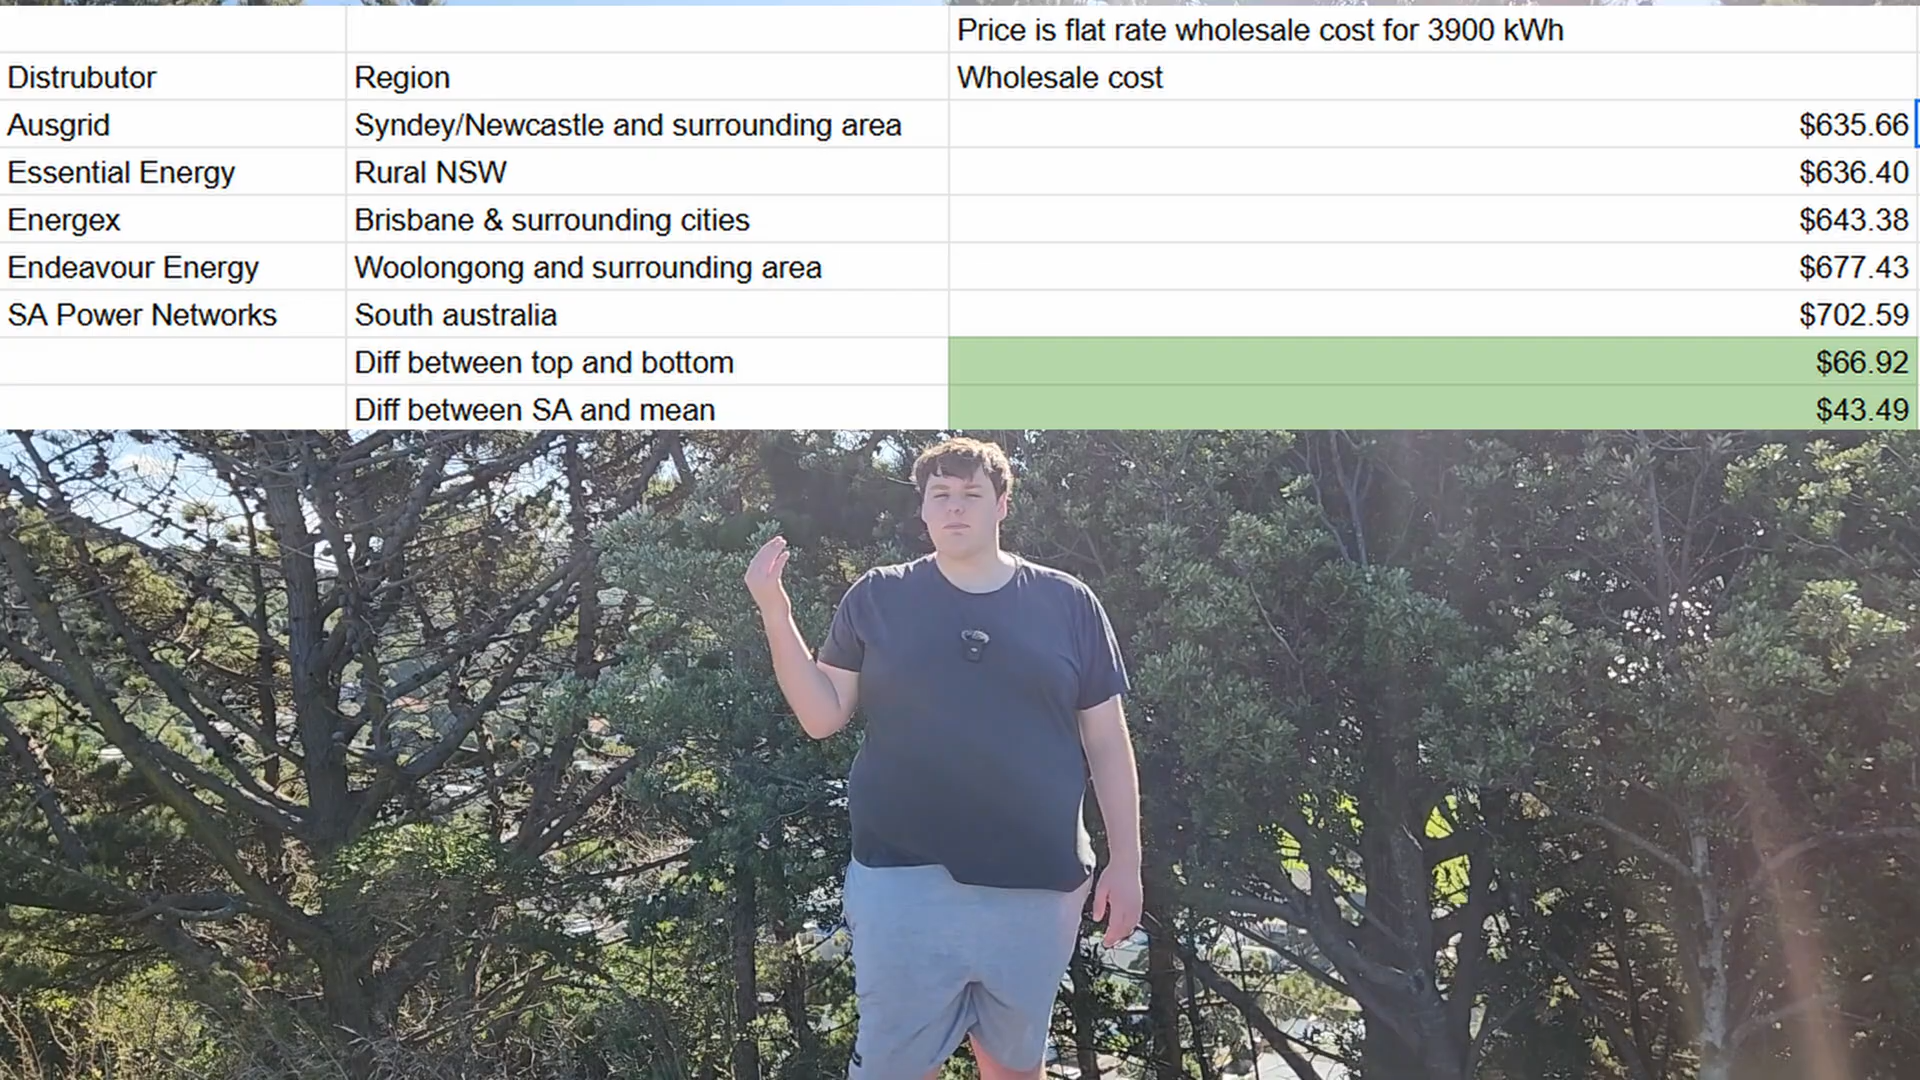 Price is flat rate wholesale cost for 3900 kWh
Distrubutor Region Wholesale cost
Ausgrid Syndey/Newcastle and surrounding area $635.66
Essential Energy Rural NSW $636.40
Energex Brisbane & surrounding cities $643.38
Endeavour Energy Woolongong and surrounding area $677.43
SA Power Networks South australia $702.59
Diff between top and bottom $66.92
Diff between SA and mean $43.49